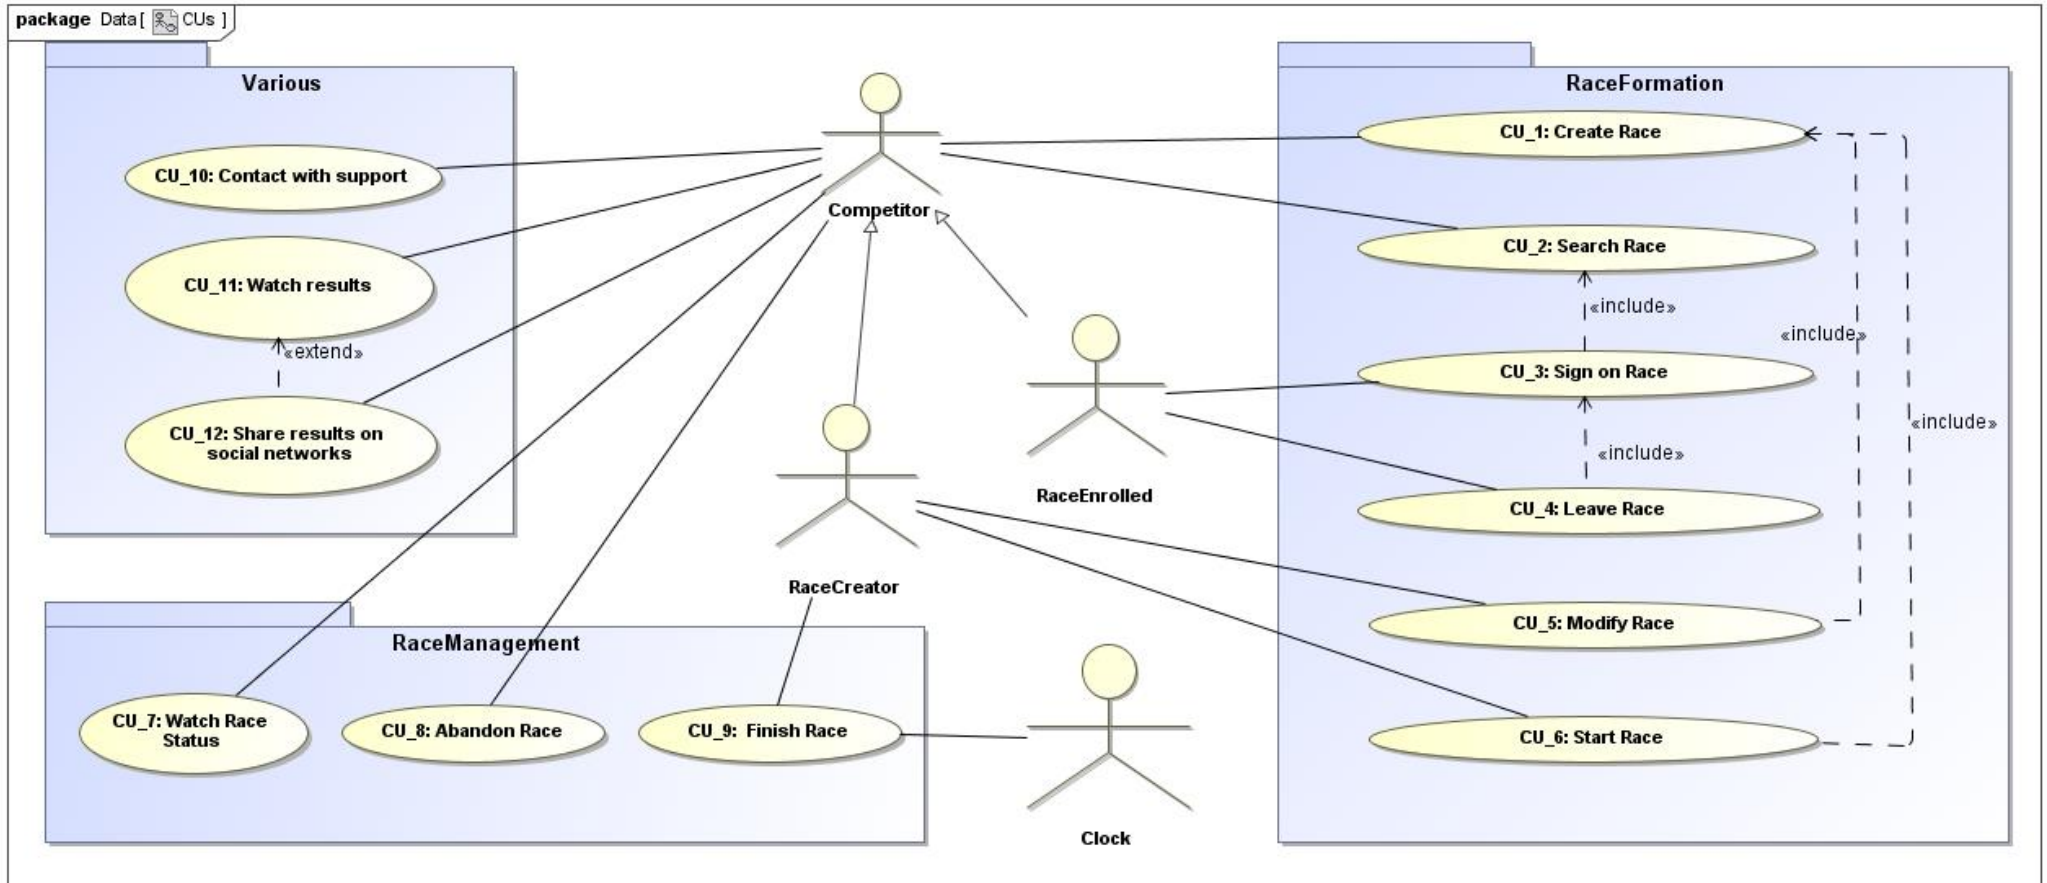 package Data[ CUs ]
Various
CU_10: Contact with support
CU_11: Watch results
«extend»
CU_12: Share results on
social networks
Competitor
RaceEnrolled
RaceCreator
Clock
RaceManagement
CU_7: Watch Race
Status
CU_8: Abandon Race
CU_9:  Finish Race
RaceFormation
CU_1: Create Race
CU_2: Search Race
«include»
«include»
CU_3: Sign on Race
«include»
«include»
CU_4: Leave Race
CU_5: Modify Race
CU_6: Start Race